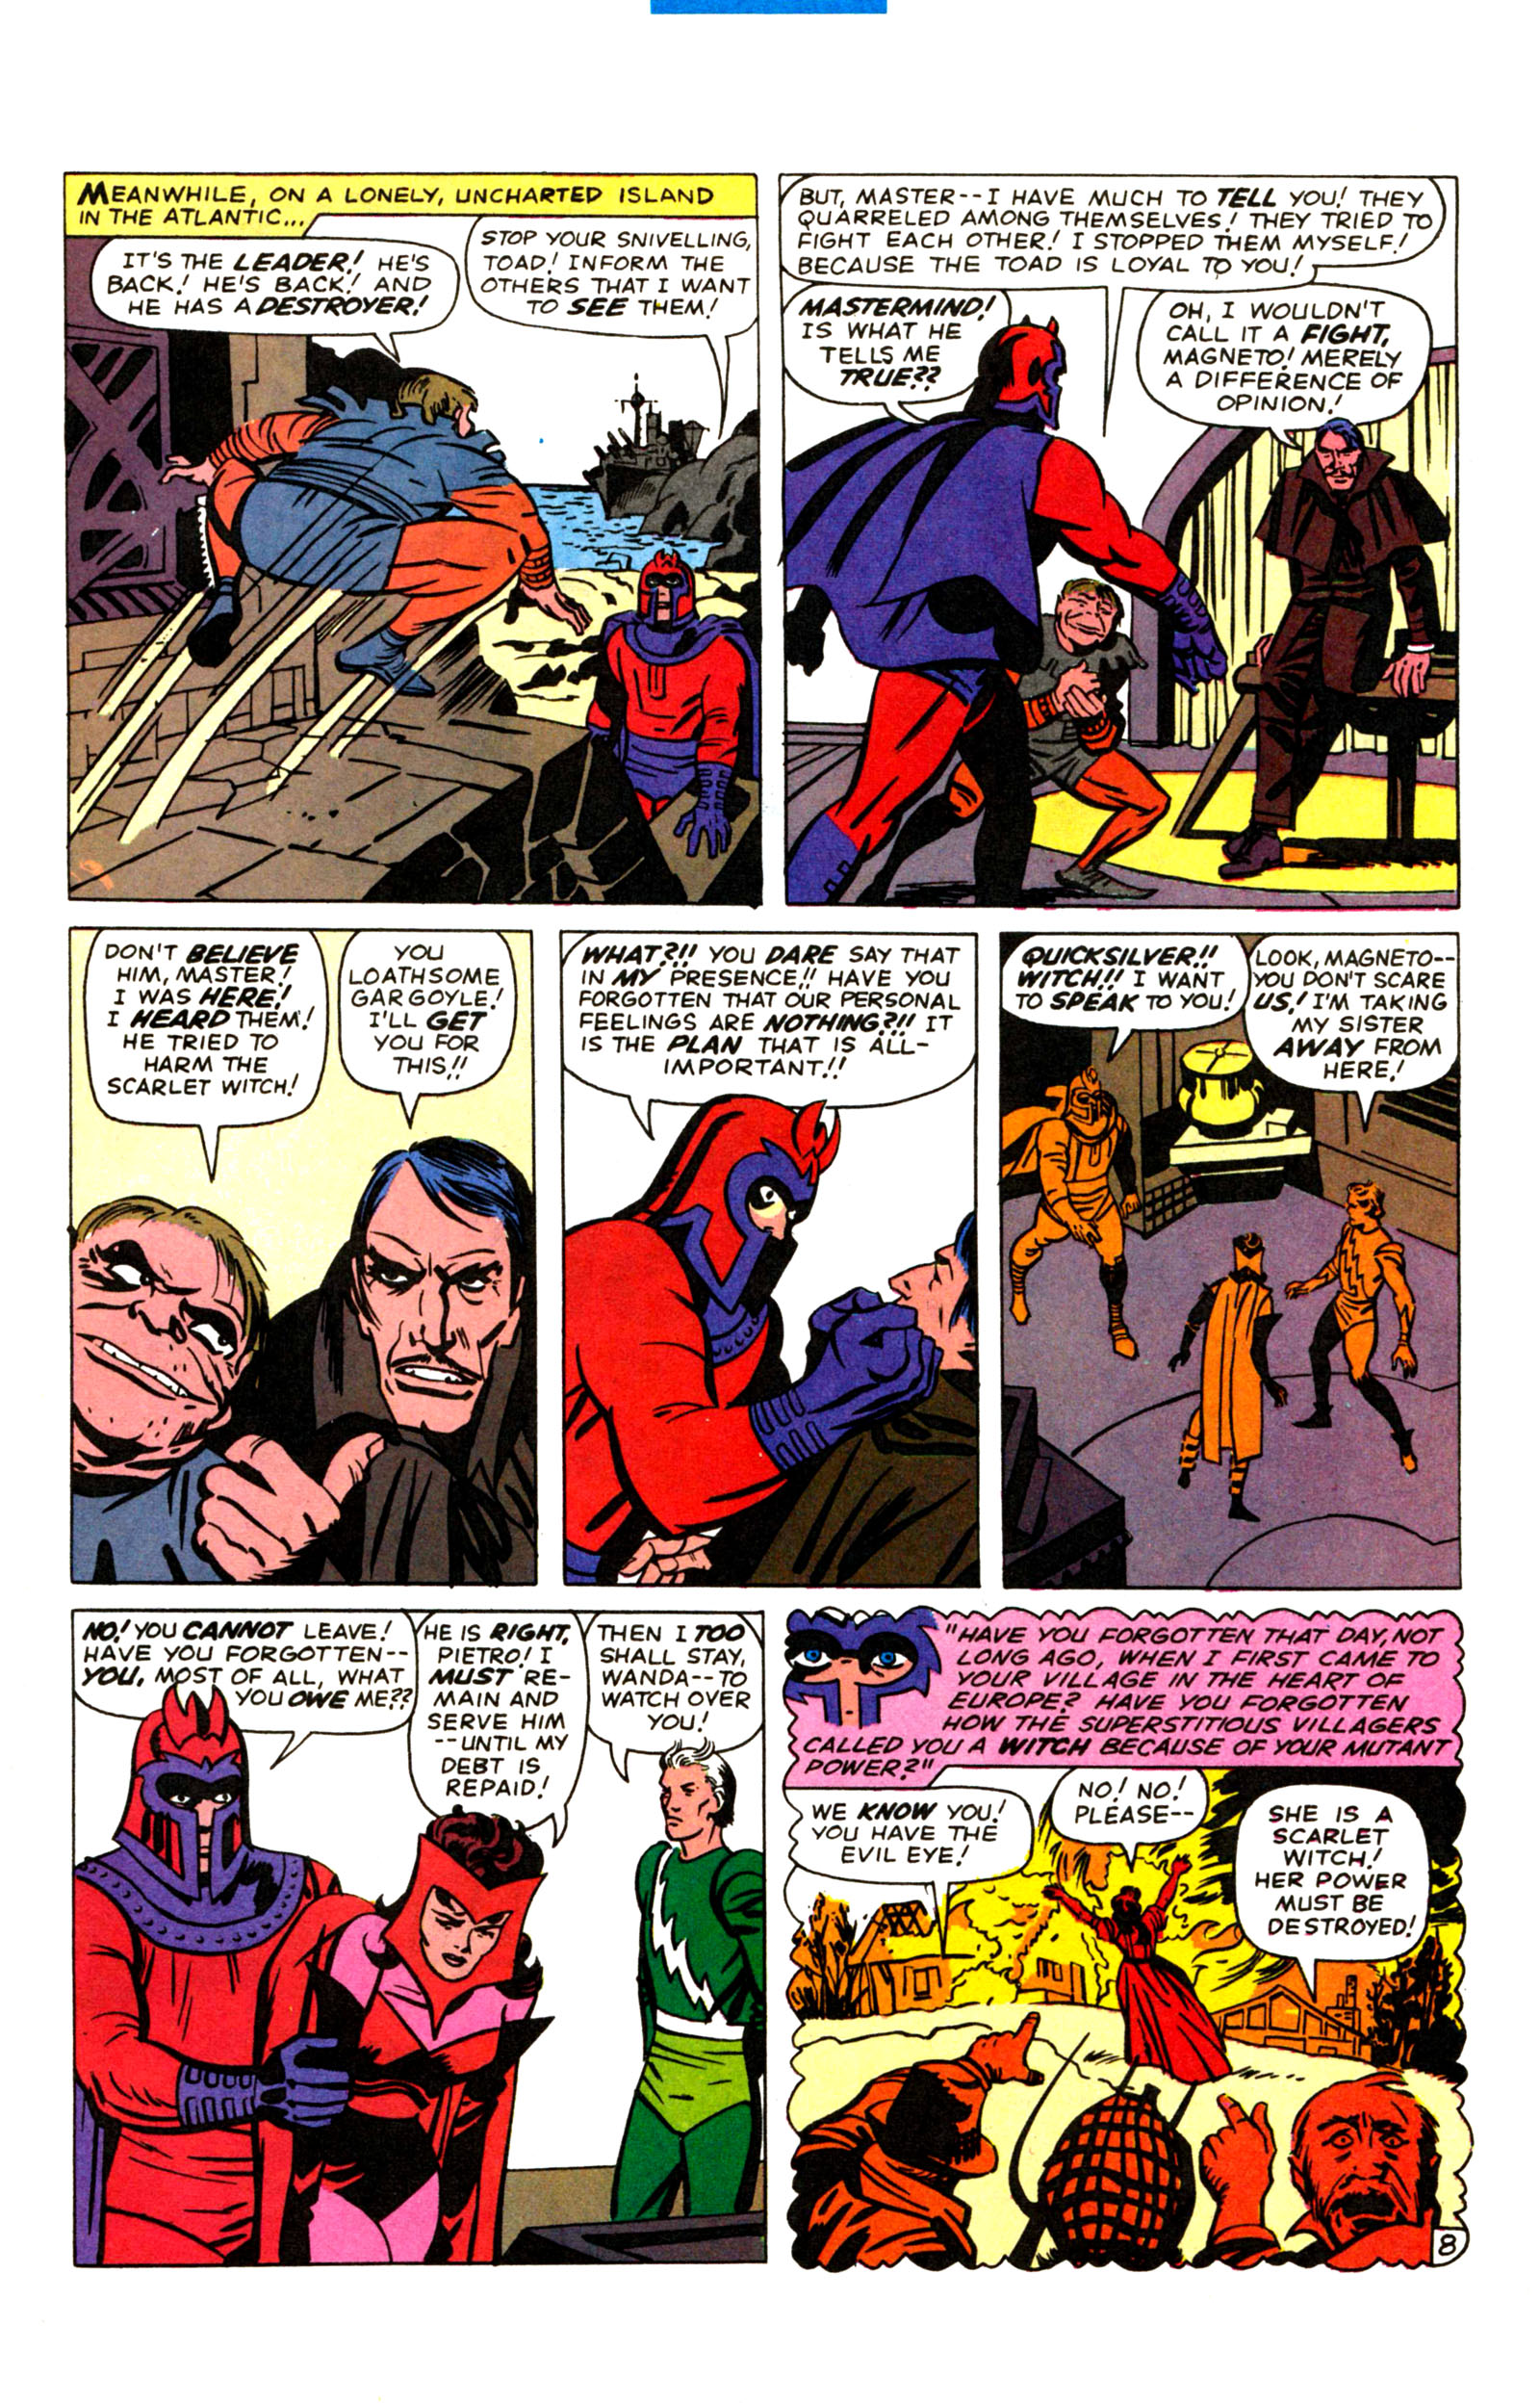 MEANWHILE, ON A LONELY, UNCHARTED ISLAND
IN THE ATLANTIC...
IT'S THE LEADER! HE'S
BACK! HE'S BACK! AND
HE HAS A DESTROYER!
STOP YOUR SNIVELLING,
TOAD! INFORM THE
OTHERS THAT I WANT
TO SEE THEM!
BUT, MASTER--I HAVE MUCH TO TELL YOU! THEY
QUARRELED AMONG THEMSELVES! THEY TRIED TO
FIGHT EACH OTHER! I STOPPED THEM MYSELF!
BECAUSE THE TOAD IS LOYAL TO YOU!
MASTERMIND!
IS WHAT HE
TELLS ME
TRUE??
OH, I WOULDN'T
CALL IT A FIGHT,
MAGNETO! MERELY
A DIFFERENCE OF
OPINION!
DON'T BELIEVE
HIM, MASTER!
I WAS HERE!
I HEARD THEM!
HE TRIED TO
HARM THE
SCARLET WITCH!
YOU
LOATHSOME
GARGOYLE!
I'LL GET
YOU FOR
THIS!!
WHAT?!! YOU DARE SAY THAT
IN MY PRESENCE!! HAVE YOU
FORGOTTEN THAT OUR PERSONAL
FEELINGS ARE NOTHING?!! IT
IS THE PLAN THAT IS ALL-
IMPORTANT!!
QUICKSILVER!!
WITCH!! I WANT
TO SPEAK TO YOU!
LOOK, MAGNETO--
YOU DON'T SCARE
US! I'M TAKING
MY SISTER
AWAY FROM
HERE!
NO! YOU CANNOT LEAVE!
HAVE YOU FORGOTTEN--
YOU, MOST OF ALL, WHAT
YOU OWE ME??
HE IS RIGHT,
PIETRO! I
MUST RE-
MAIN AND
SERVE HIM
--UNTIL MY
DEBT IS
REPAID!
THEN I TOO
SHALL STAY,
WANDA--TO
WATCH OVER
YOU!
"HAVE YOU FORGOTTEN THAT DAY, NOT
LONG AGO, WHEN I FIRST CAME TO
YOUR VILLAGE IN THE HEART OF
EUROPE? HAVE YOU FORGOTTEN
HOW THE SUPERSTITIOUS VILLAGERS
CALLED YOU A WITCH BECAUSE OF YOUR MUTANT
POWER?"
WE KNOW YOU!
YOU HAVE THE
EVIL EYE!
NO! NO!
PLEASE--
SHE IS A
SCARLET
WITCH!
HER POWER
MUST BE
DESTROYED!
8